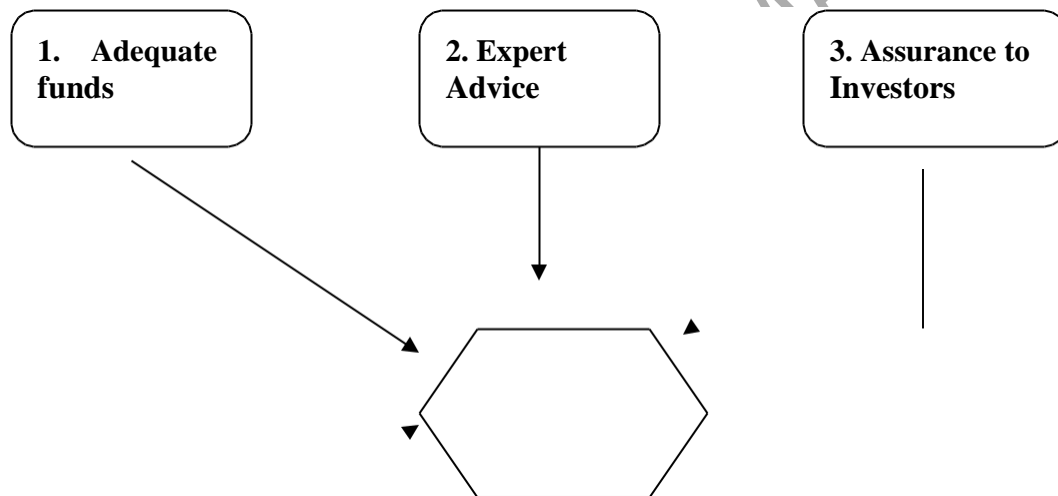 1. Adequate
funds
2. Expert
Advice
3. Assurance to
Investors